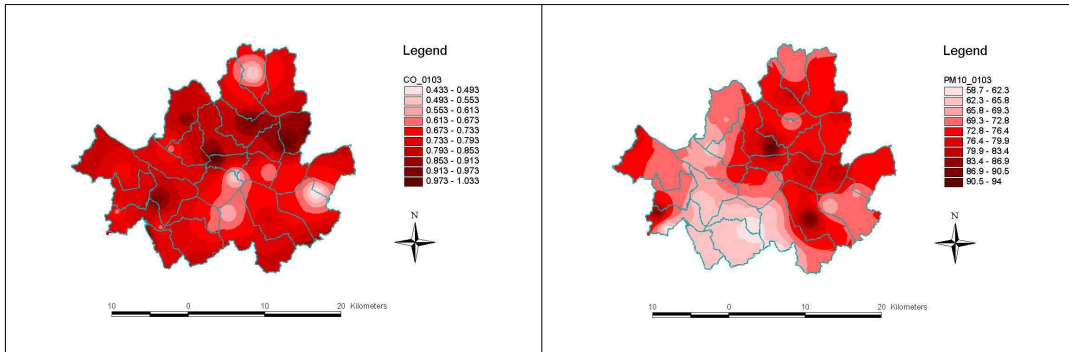 Legend
CO_0103
0.433 - 0.493
0.493 - 0.553
0.553 - 0.613
0.613 - 0.673
0.673 - 0.733
0.733 - 0.793
0.793 - 0.853
0.853 - 0.913
0.913 - 0.973
0.973 - 1.033
N
10 0 10 20 Kilometers
Legend
PM10_0103
58.7 - 62.3
62.3 - 65.8
65.8 - 69.3
69.3 - 72.8
72.8 - 76.4
76.4 - 79.9
79.9 - 83.4
83.4 - 86.9
86.9 - 90.5
90.5 - 94
N
10 0 10 20 Kilometers